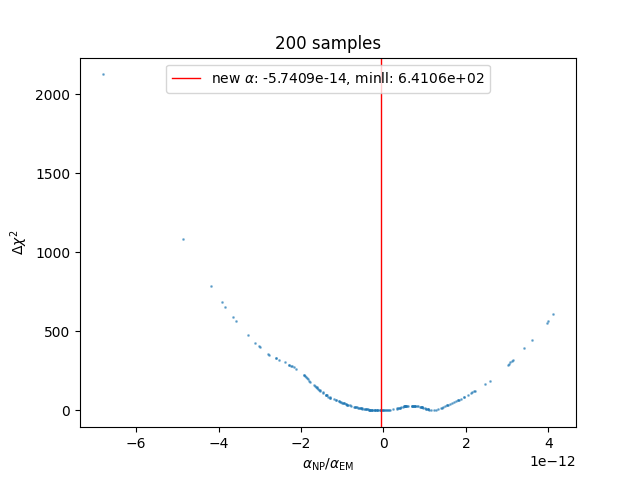 200 samples
new α: -5.7409e-14, minll: 6.4106e+02
2000
1500
1000
500
0
Δχ²
−6 −4 −2 0 2 4
1e−12
α_NP/α_EM